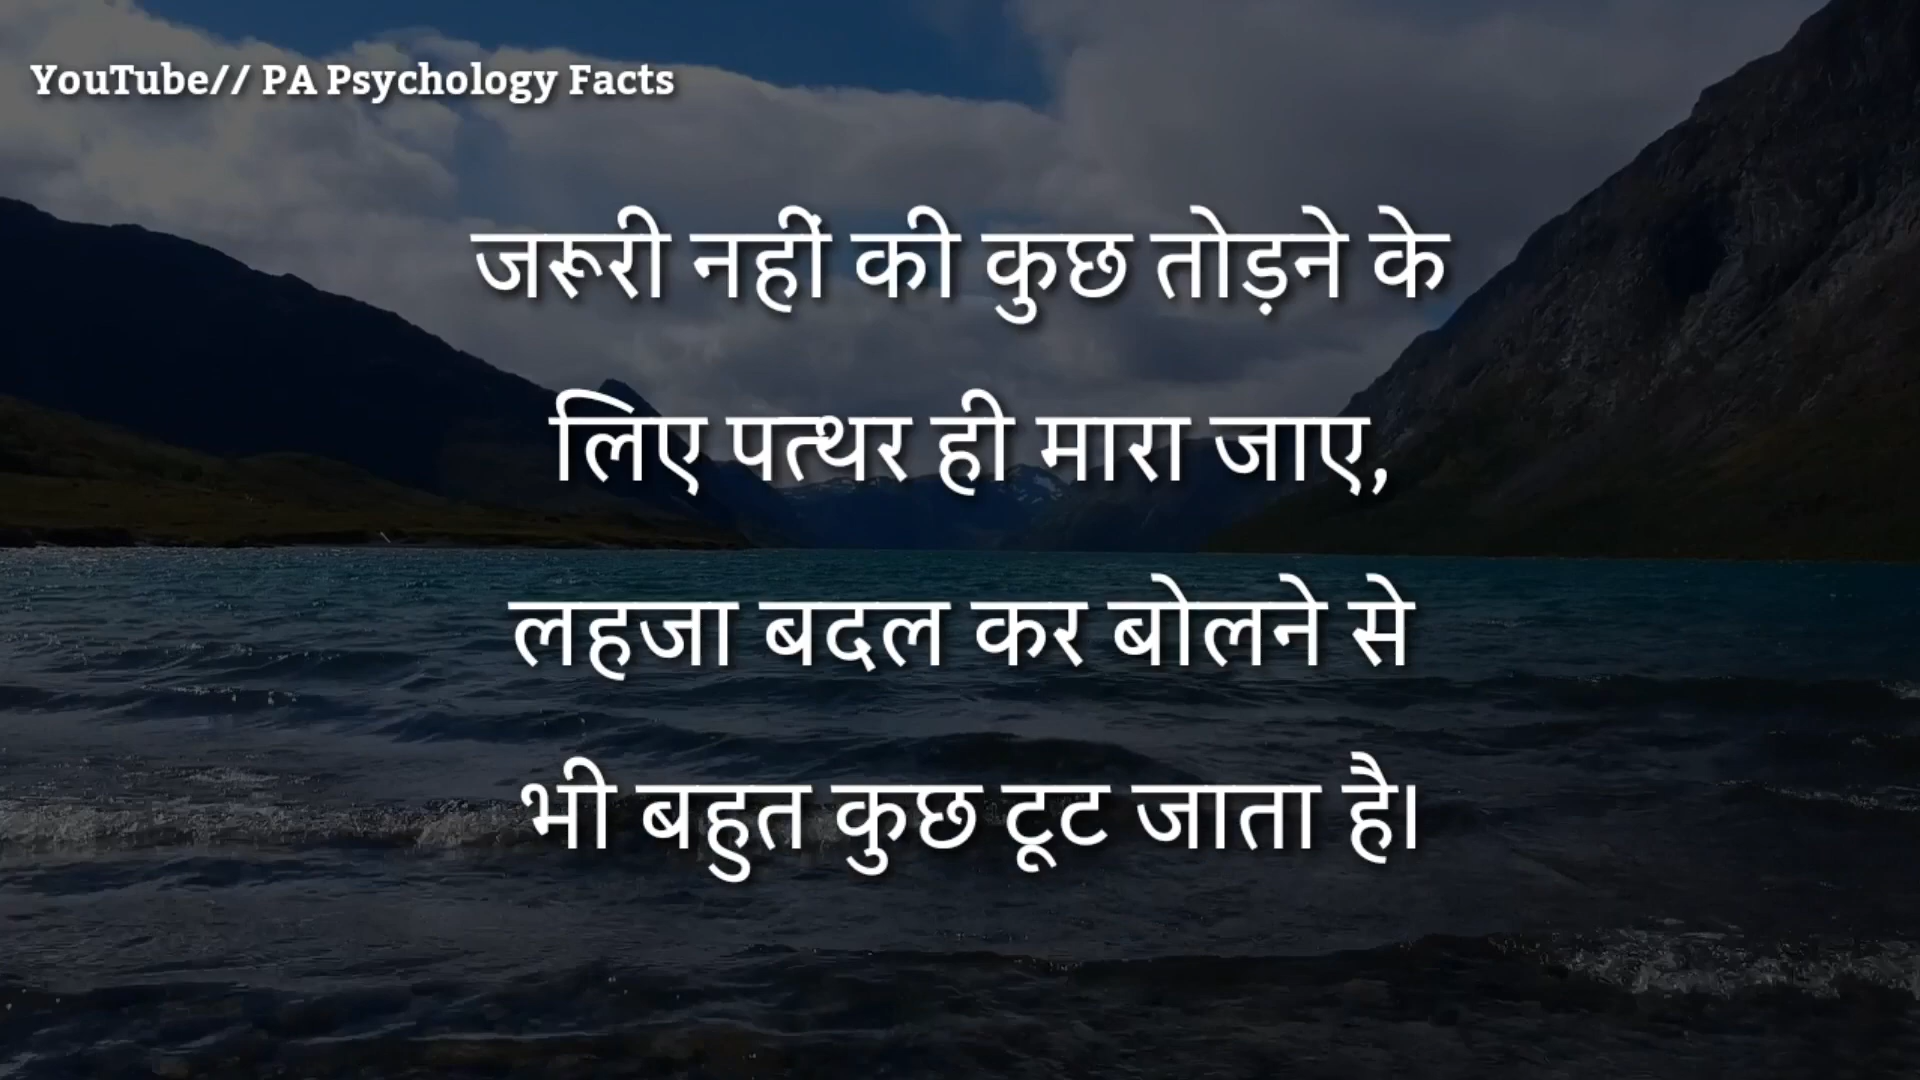 YouTube// PA Psychology Facts
जरूरी नहीं की कुछ तोड़ने के
लिए पत्थर ही मारा जाए,
लहजा बदल कर बोलने से
भी बहुत कुछ टूट जाता है।